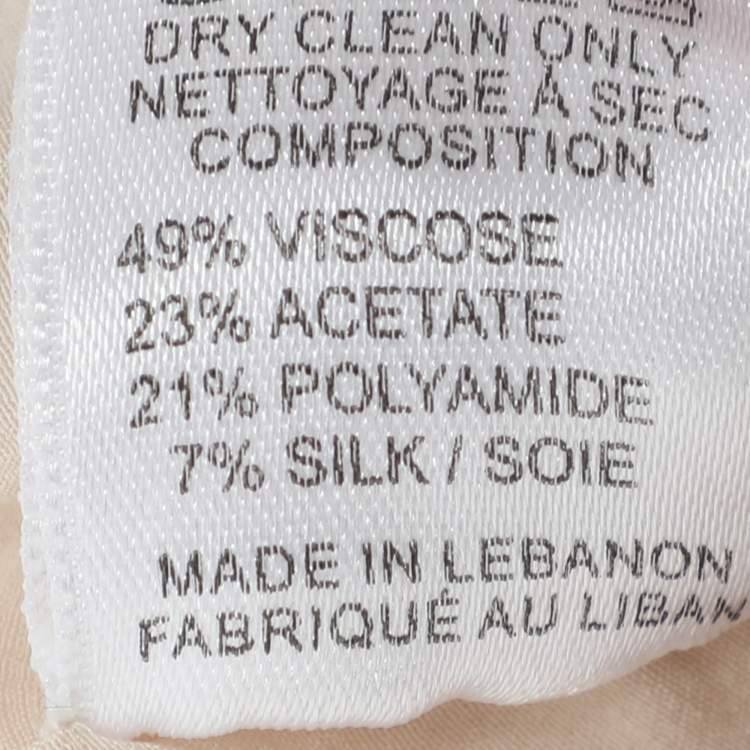 DRY CLEAN ONLY
NETTOYAGE À SEC
COMPOSITION
49% VISCOSE
23% ACETATE
21% POLYAMIDE
7% SILK / SOIE
MADE IN LEBANON
FABRIQUÉ AU LIBAN